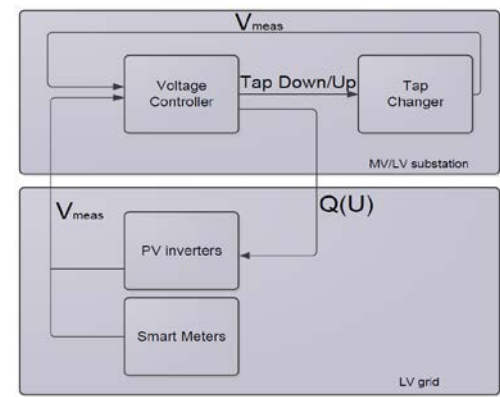 Vmeas
Voltage
Controller
Tap Down/Up
Tap
Changer
MV/LV substation
Vmeas
Q(U)
PV inverters
Smart Meters
LV grid